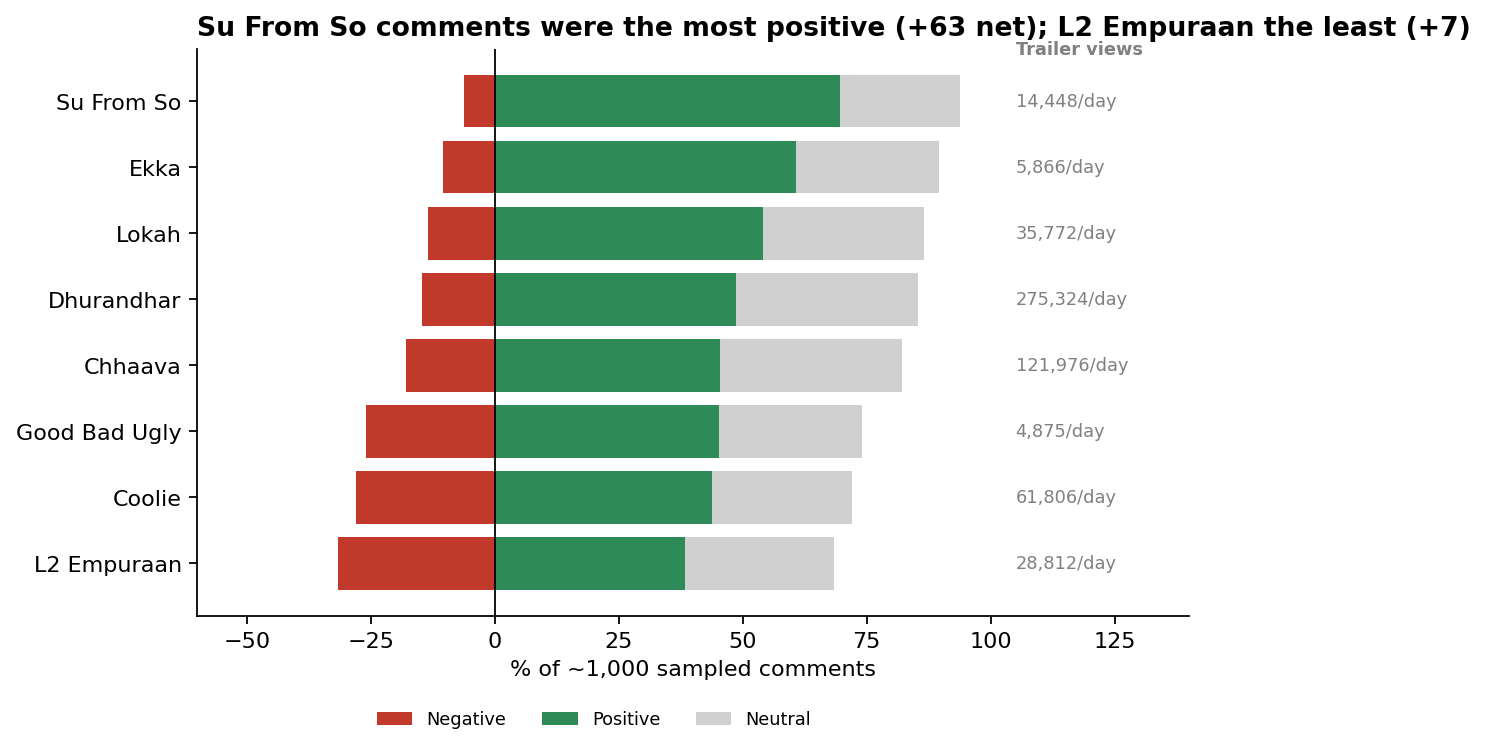 Su From So comments were the most positive (+63 net); L2 Empuraan the least (+7)
Trailer views
Su From So 14,448/day
Ekka 5,866/day
Lokah 35,772/day
Dhurandhar 275,324/day
Chhaava 121,976/day
Good Bad Ugly 4,875/day
Coolie 61,806/day
L2 Empuraan 28,812/day
−50 −25 0 25 50 75 100 125
% of ~1,000 sampled comments
Negative Positive Neutral